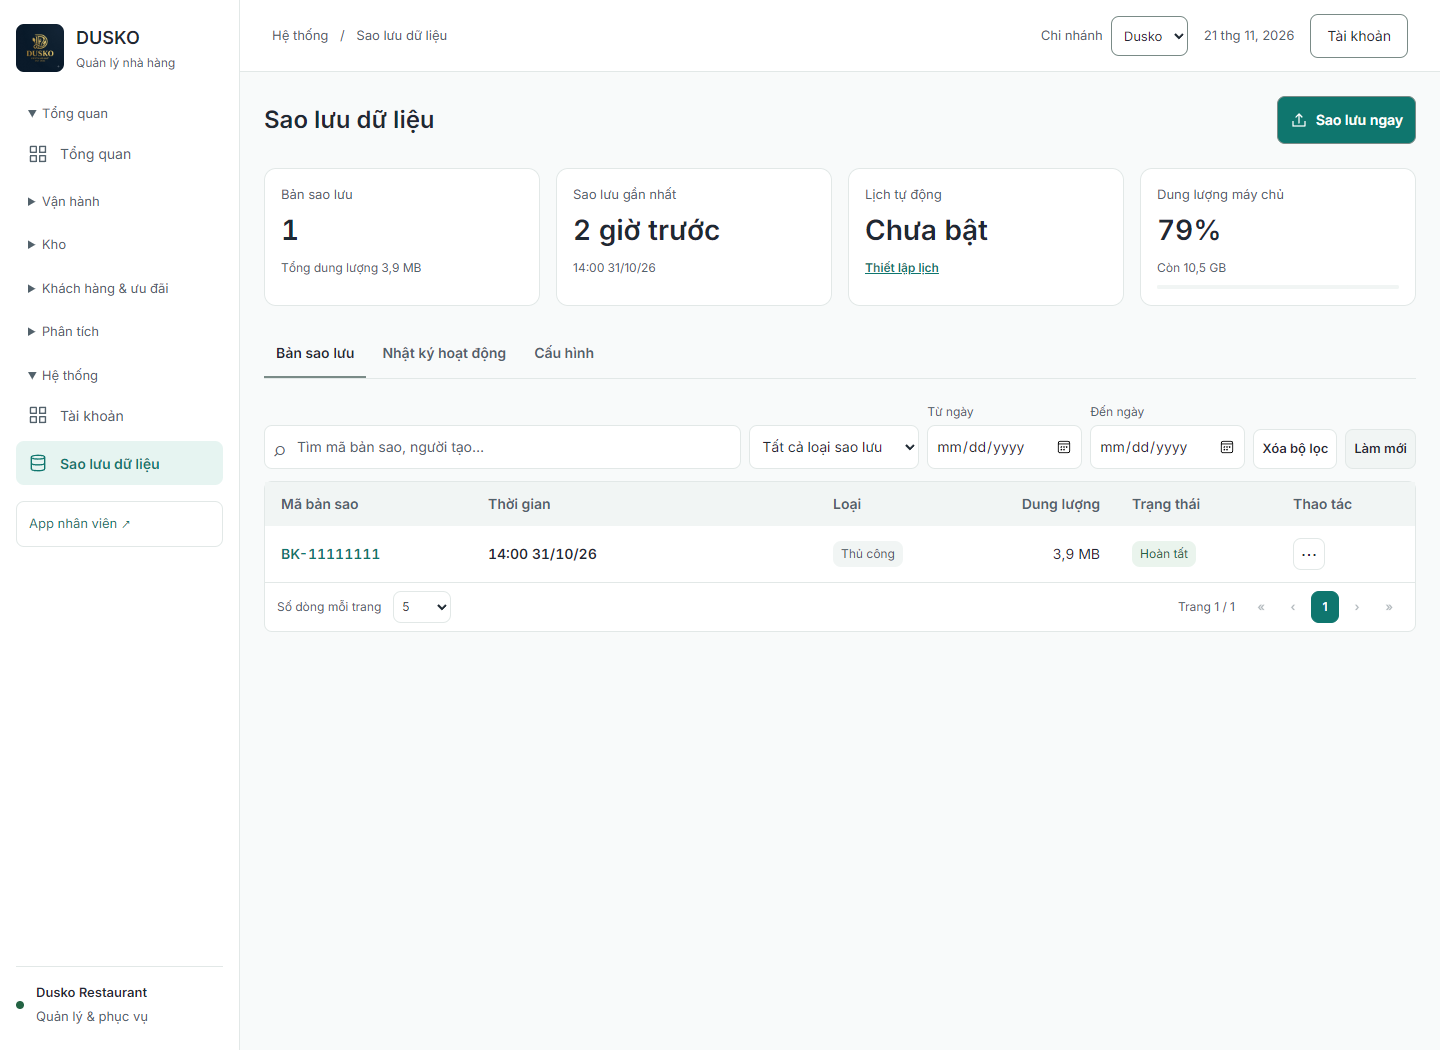 DUSKO
DUSKO
Quản lý nhà hàng
Tổng quan
Tổng quan
Vận hành
Kho
Khách hàng & ưu đãi
Phân tích
Hệ thống
Tài khoản
Sao lưu dữ liệu
App nhân viên ↗
Dusko Restaurant
Quản lý & phục vụ
Hệ thống / Sao lưu dữ liệu
Chi nhánh Dusko 21 thg 11, 2026 Tài khoản
Sao lưu dữ liệu
Sao lưu ngay
Bản sao lưu
1
Tổng dung lượng 3,9 MB
Sao lưu gần nhất
2 giờ trước
14:00 31/10/26
Lịch tự động
Chưa bật
Thiết lập lịch
Dung lượng máy chủ
79%
Còn 10,5 GB
Bản sao lưu Nhật ký hoạt động Cấu hình
Từ ngày Đến ngày
Tìm mã bản sao, người tạo... Tất cả loại sao lưu mm/dd/yyyy mm/dd/yyyy Xóa bộ lọc Làm mới
Mã bản sao Thời gian Loại Dung lượng Trạng thái Thao tác
BK-11111111 14:00 31/10/26 Thủ công 3,9 MB Hoàn tất ...
Số dòng mỗi trang 5 Trang 1 / 1 « ‹ 1 › »